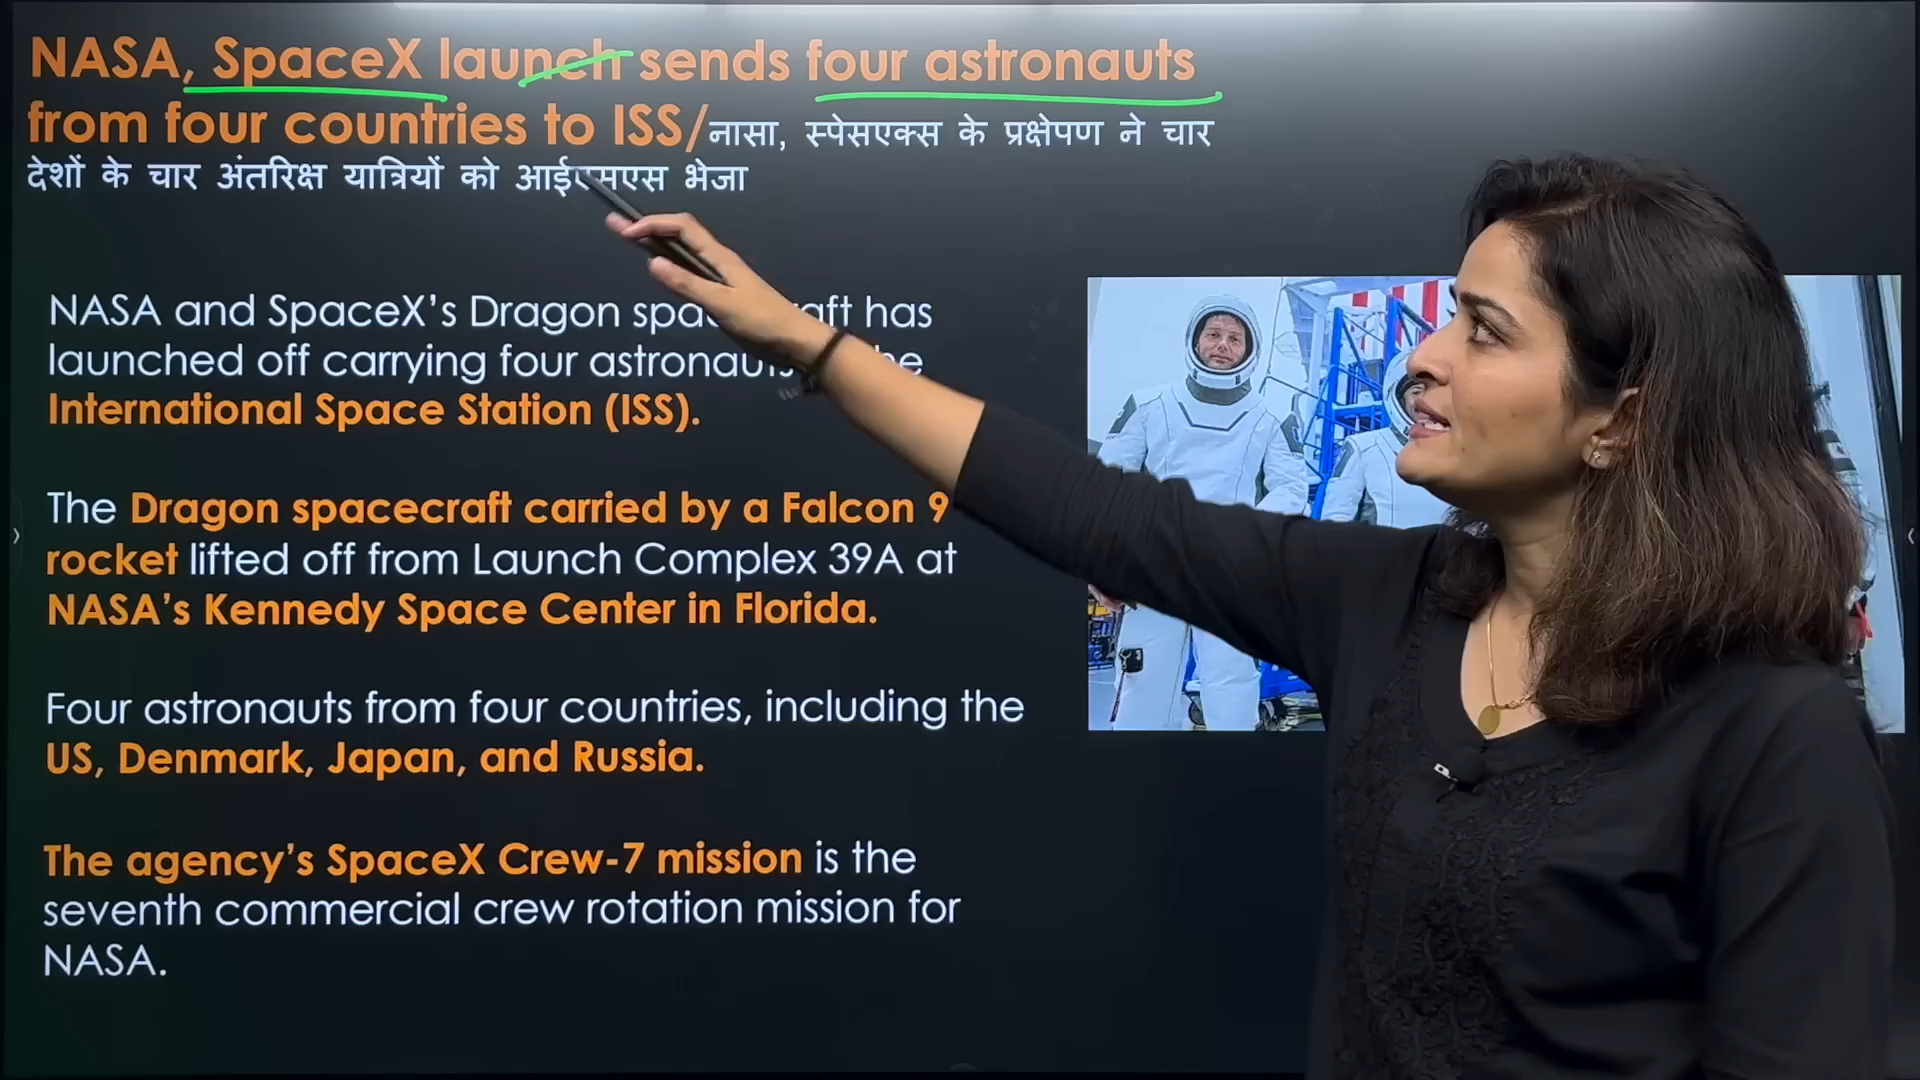 NASA, SpaceX launch sends four astronauts
from four countries to ISS/नासा, स्पेसएक्स के प्रक्षेपण ने चार
देशों के चार अंतरिक्ष यात्रियों को आईएसएस भेजा
NASA and SpaceX's Dragon has
launched off carrying four
International Space Station (ISS).
The Dragon spacecraft carried by a Falcon 9
rocket lifted off from Launch Complex 39A at
NASA's Kennedy Space Center in Florida.
Four astronauts from four countries, including the
US, Denmark, Japan, and Russia.
The agency's SpaceX Crew-7 mission is the
seventh commercial crew rotation mission for
NASA.